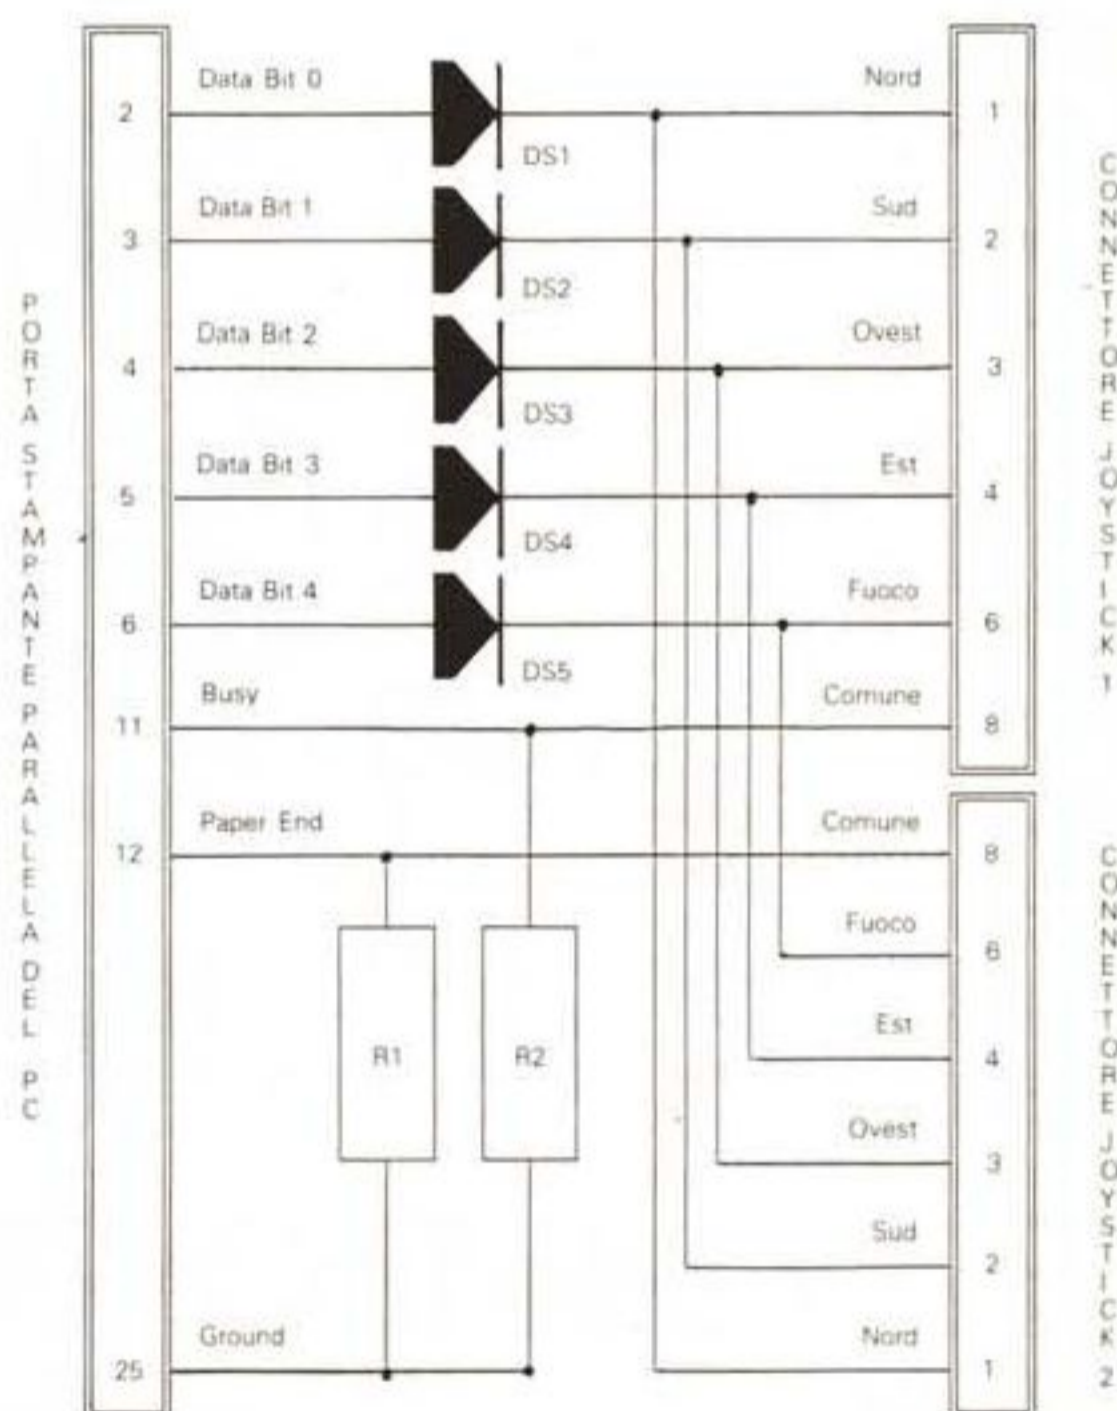 PORTA STAMPANTE PARALLELA DEL PC
2
Data Bit 0
DS1
Nord
1
3
Data Bit 1
DS2
Sud
2
4
Data Bit 2
DS3
Ovest
3
5
Data Bit 3
DS4
Est
4
6
Data Bit 4
DS5
Fuoco
6
11
Busy
Comune
8
12
Paper End
Comune
8
Fuoco
6
R1
R2
Est
4
Ovest
3
Sud
2
25
Ground
Nord
1
CONNETTORE JOYSTICK 1
CONNETTORE JOYSTICK 2